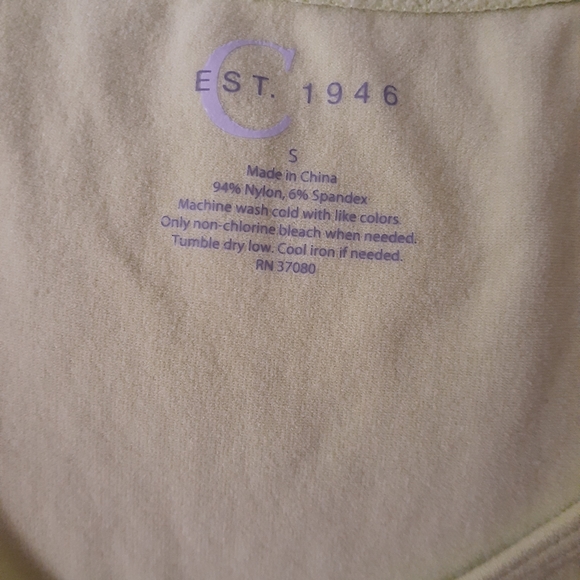 C
EST. 1946
S
Made in China
94% Nylon, 6% Spandex
Machine wash cold with like colors.
Only non-chlorine bleach when needed.
Tumble dry low. Cool iron if needed.
RN 37080